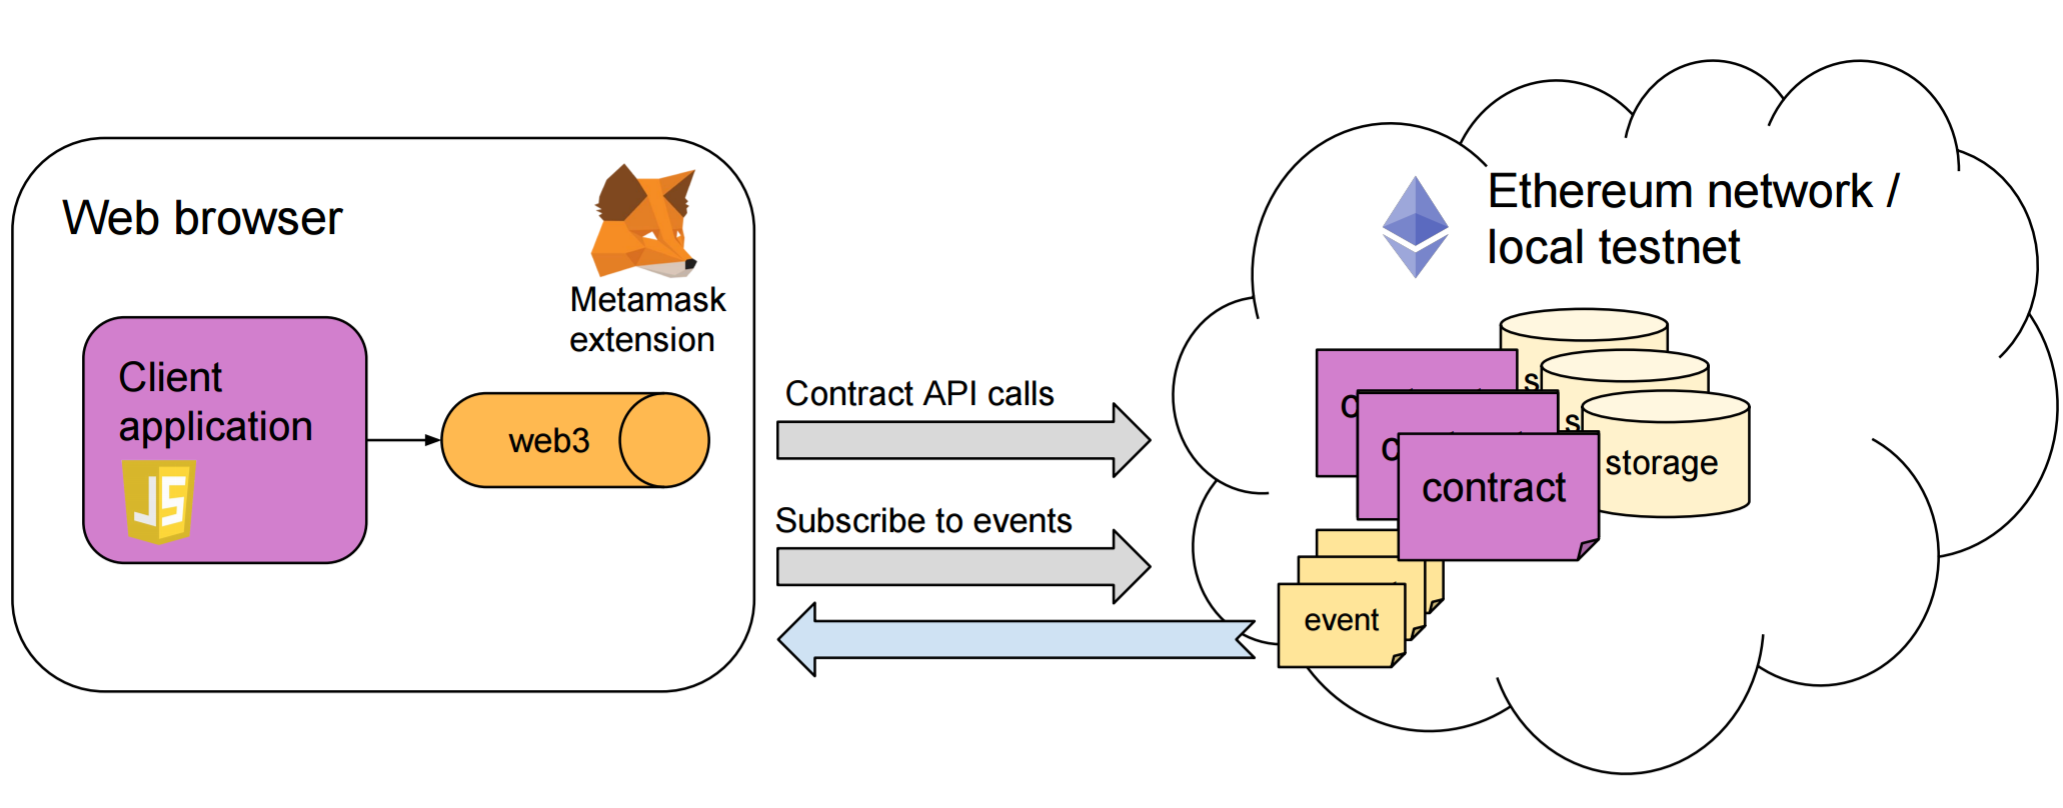 Web browser
Metamask
extension
Client
application
JS
web3
Contract API calls
Subscribe to events
Ethereum network /
local testnet
s
c
s
c
storage
contract
event